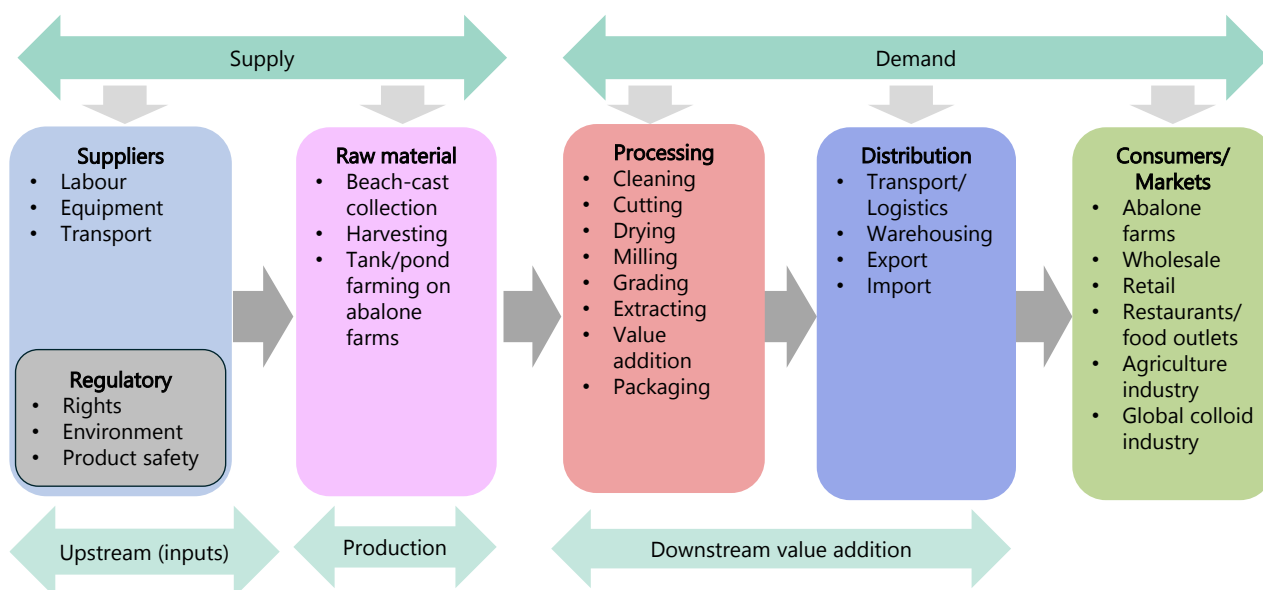 Supply
Demand
Suppliers
• Labour
• Equipment
• Transport
Regulatory
• Rights
• Environment
• Product safety
Raw material
• Beach-cast
collection
• Harvesting
• Tank/pond
farming on
abalone
farms
Processing
• Cleaning
• Cutting
• Drying
• Milling
• Grading
• Extracting
• Value
addition
• Packaging
Distribution
• Transport/
Logistics
• Warehousing
• Export
• Import
Consumers/
Markets
• Abalone
farms
• Wholesale
• Retail
• Restaurants/
food outlets
• Agriculture
industry
• Global colloid
industry
Upstream (inputs)
Production
Downstream value addition